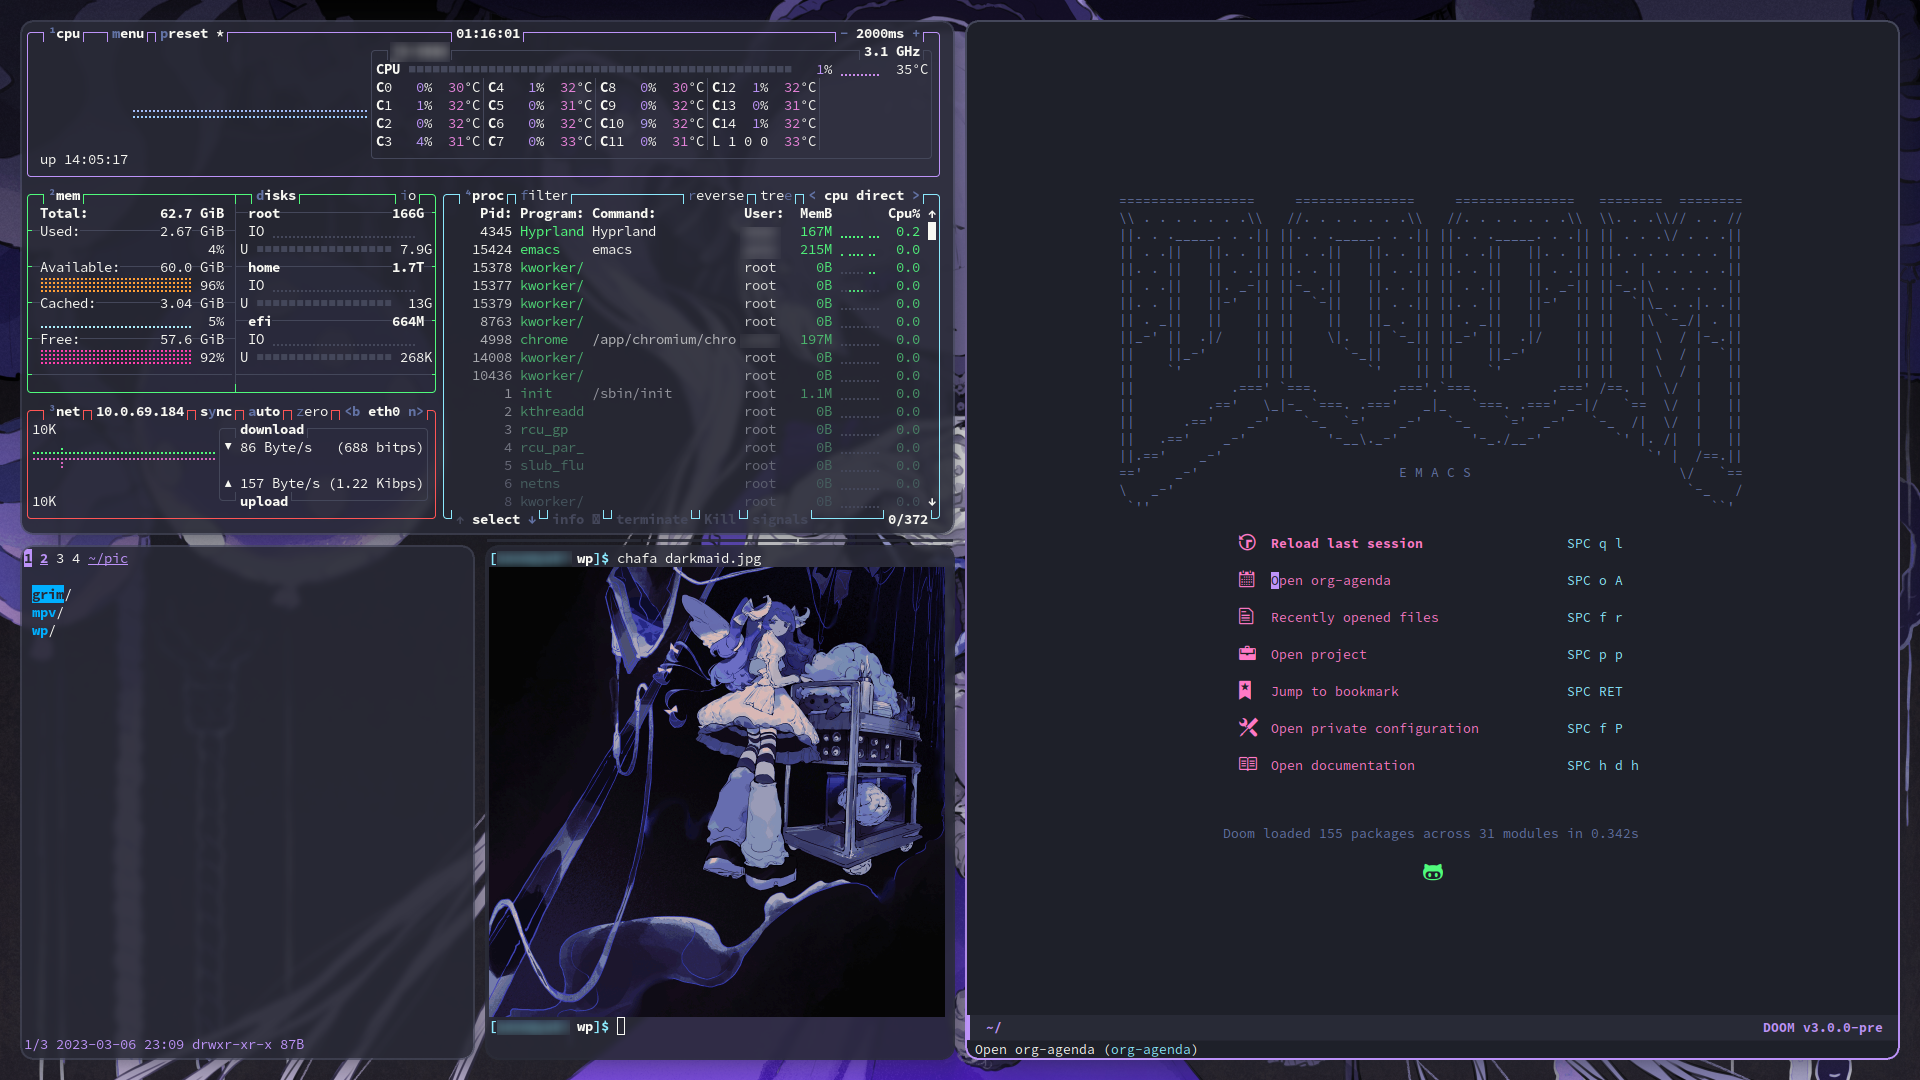 ¹cpu menu preset * 01:16:01 - 2000ms +
3.1 GHz
CPU 1% 35°C
C0 0% 30°C C4 1% 32°C C8 0% 30°C C12 1% 32°C
C1 1% 32°C C5 0% 31°C C9 0% 32°C C13 0% 31°C
C2 0% 32°C C6 0% 32°C C10 9% 32°C C14 1% 32°C
C3 4% 31°C C7 0% 33°C C11 0% 31°C L 1 0 0 33°C
up 14:05:17
²mem disks io
Total: 62.7 GiB root 166G
Used: 2.67 GiB IO
4% U 7.9G
Available: 60.0 GiB home 1.7T
96% IO
Cached: 3.04 GiB U 13G
5% efi 664M
Free: 57.6 GiB IO
92% U 268K
³net 10.0.69.184 sync auto zero <b eth0 n>
10K download
▼ 86 Byte/s (688 bitps)
▲ 157 Byte/s (1.22 Kibps)
10K upload
⁴proc filter reverse tree < cpu direct >
Pid: Program: Command: User: MemB Cpu% ↑
4345 Hyprland Hyprland 167M 0.2
15424 emacs emacs 215M 0.0
15378 kworker/ root 0B 0.0
15377 kworker/ root 0B 0.0
15379 kworker/ root 0B 0.0
8763 kworker/ root 0B 0.0
4998 chrome /app/chromium/chro 197M 0.0
14008 kworker/ root 0B 0.0
10436 kworker/ root 0B 0.0
1 init /sbin/init root 1.1M 0.0
2 kthreadd root 0B 0.0
3 rcu_gp root 0B 0.0
4 rcu_par_ root 0B 0.0
5 slub_flu root 0B 0.0
6 netns root 0B 0.0
8 kworker/ root 0B 0.0 ↓
↑ select ↓ info terminate Kill signals 0/372
1 2 3 4 ~/pic
grim/
mpv/
wp/
1/3 2023-03-06 23:09 drwxr-xr-x 87B
[ wp]$ chafa darkmaid.jpg
[ wp]$
DOOM
E M A C S
Reload last session SPC q l
Open org-agenda SPC o A
Recently opened files SPC f r
Open project SPC p p
Jump to bookmark SPC RET
Open private configuration SPC f P
Open documentation SPC h d h
Doom loaded 155 packages across 31 modules in 0.342s
~/ DOOM v3.0.0-pre
Open org-agenda (org-agenda)